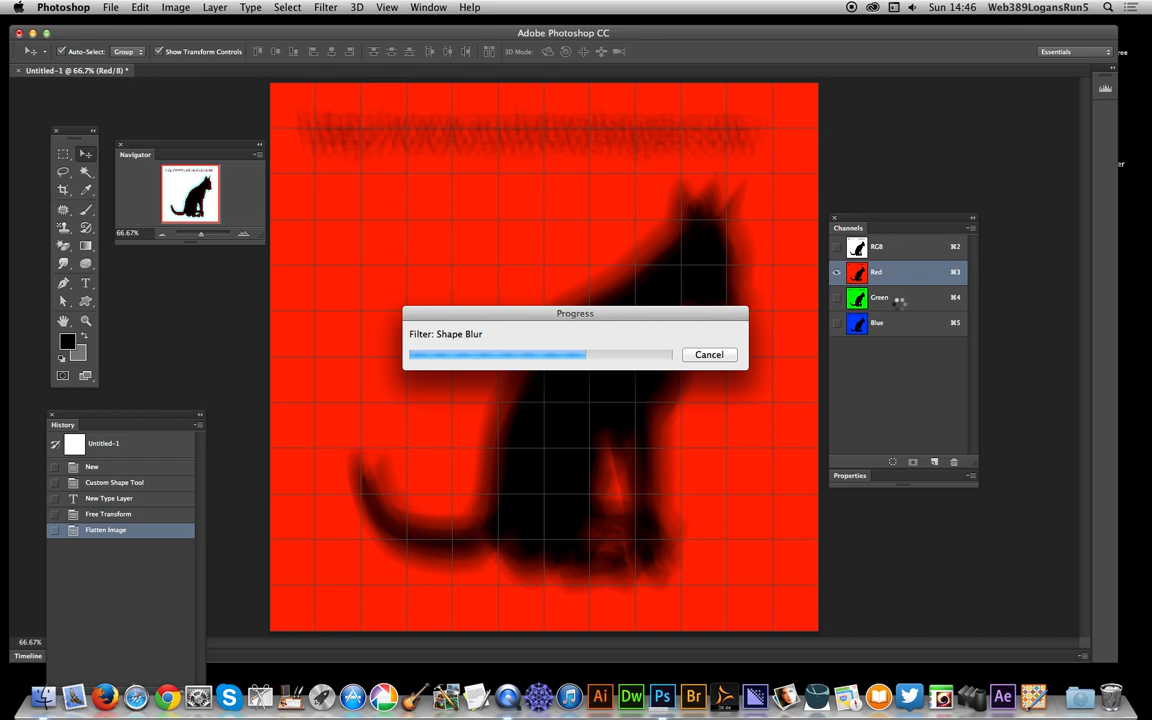 Photoshop File Edit Image Layer Type Select Filter 3D View Window Help Sun 14:46 Web389LogansRun5
Adobe Photoshop CC
Auto-Select: Group Show Transform Controls 3D Mode: Essentials
Untitled-1 @ 66.7% (Red/8) *
Navigator
66.67%
Channels
RGB ⌘2
Red ⌘3
Green ⌘4
Blue ⌘5
Progress
Filter: Shape Blur
Cancel
History
Untitled-1
New
Custom Shape Tool
New Type Layer
Free Transform
Flatten Image
Properties
66.67%
Timeline
Ai Dw Ps Br Ae